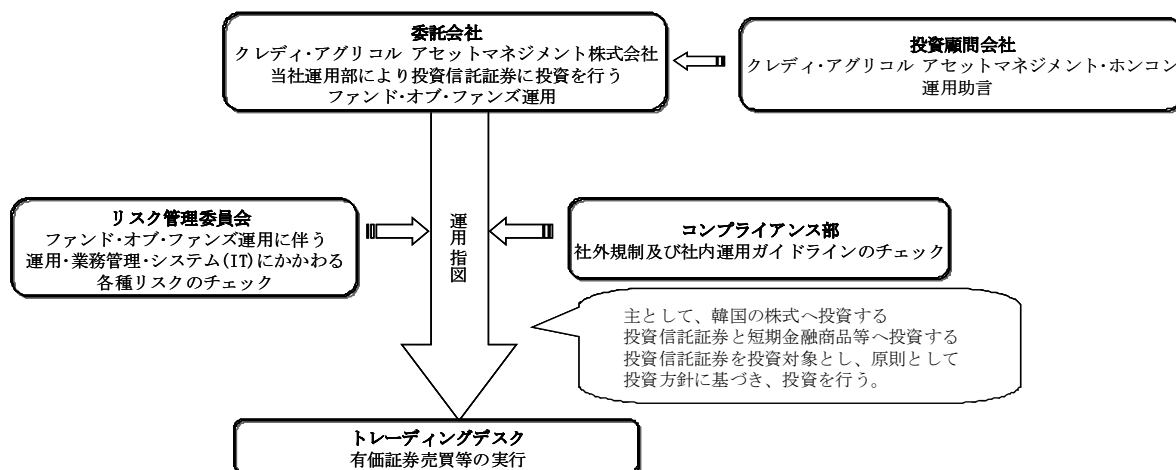 委託会社
クレディ・アグリコル アセットマネジメント株式会社
当社運用部により投資信託証券に投資を行う
ファンド・オブ・ファンズ運用
投資顧問会社
クレディ・アグリコル アセットマネジメント・ホンコン
運用助言
リスク管理委員会
ファンド・オブ・ファンズ運用に伴う
運用・業務管理・システム(IT)にかかわる
各種リスクのチェック
運用指図
コンプライアンス部
社外規制及び社内運用ガイドラインのチェック
主として、韓国の株式へ投資する
投資信託証券と短期金融商品等へ投資する
投資信託証券を投資対象とし、原則として
投資方針に基づき、投資を行う。
トレーディングデスク
有価証券売買等の実行